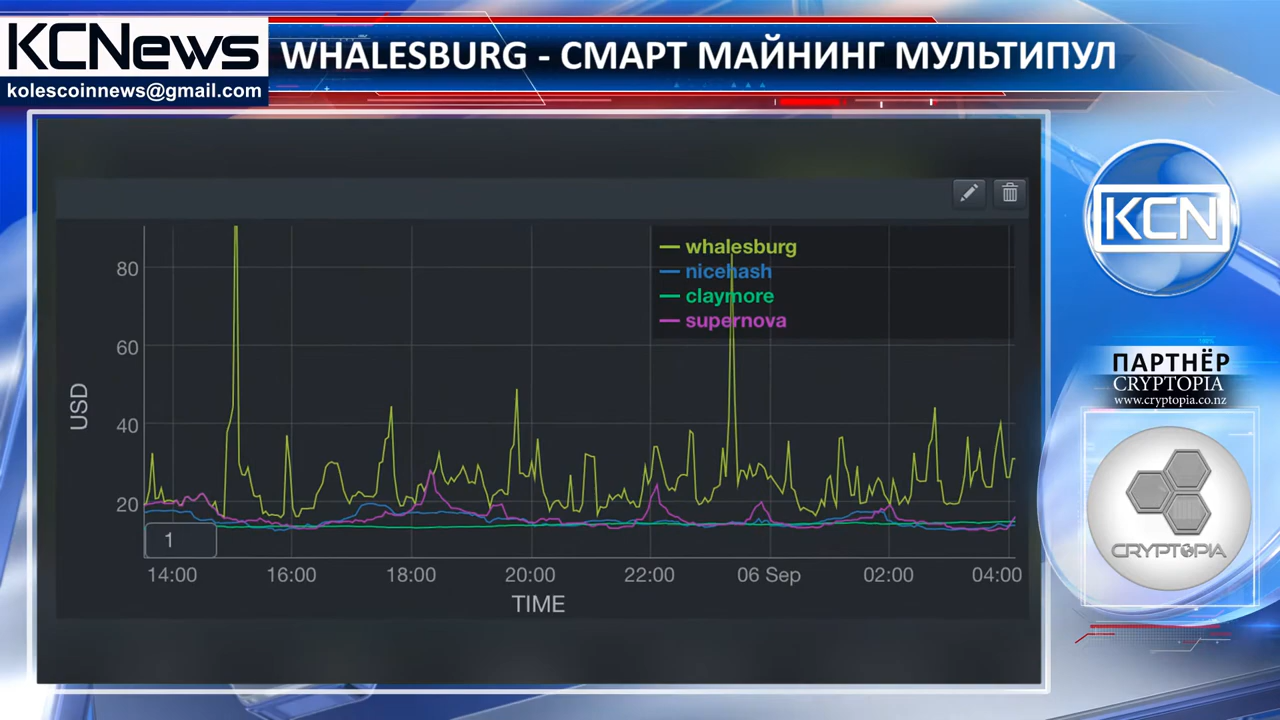 KCNews
kolescoinnews@gmail.com
WHALESBURG - СМАРТ МАЙНИНГ МУЛЬТИПУЛ
whalesburg
nicehash
claymore
supernova
80
60
40
20
USD
1
14:00
16:00
18:00
20:00
22:00
06 Sep
02:00
04:00
TIME
KCN
ПАРТНЁР
CRYPTOPIA
www.cryptopia.co.nz
CRYPTOPIA